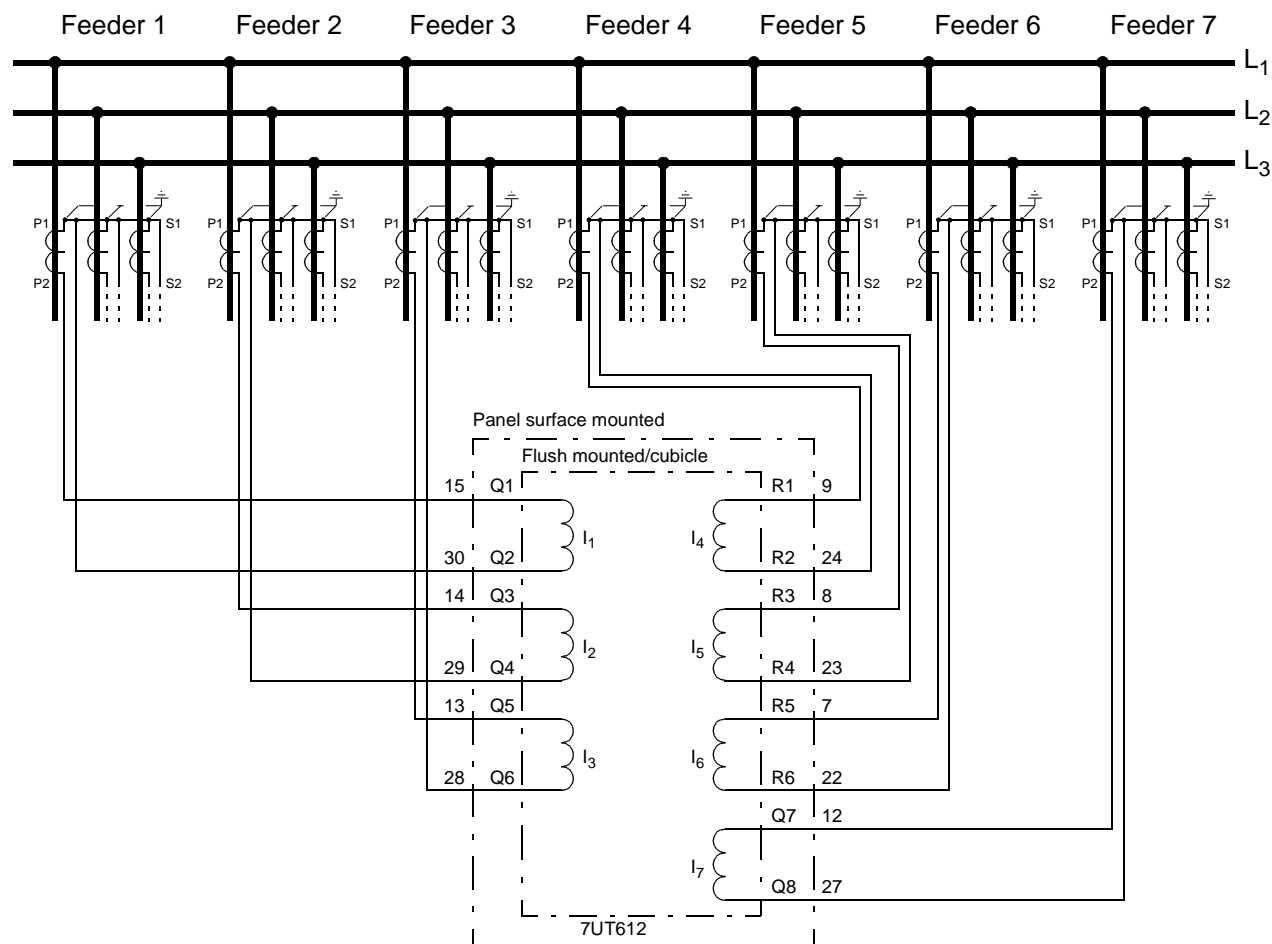 Feeder 1 Feeder 2 Feeder 3 Feeder 4 Feeder 5 Feeder 6 Feeder 7
L1
L2
L3
P1 S1 P1 S1 P1 S1 P1 S1 P1 S1 P1 S1 P1 S1
P2 S2 P2 S2 P2 S2 P2 S2 P2 S2 P2 S2 P2 S2
Panel surface mounted
Flush mounted/cubicle
15 Q1 R1 9
I1 I4
30 Q2 R2 24
14 Q3 R3 8
I2 I5
29 Q4 R4 23
13 Q5 R5 7
I3 I6
28 Q6 R6 22
Q7 12
I7
Q8 27
7UT612